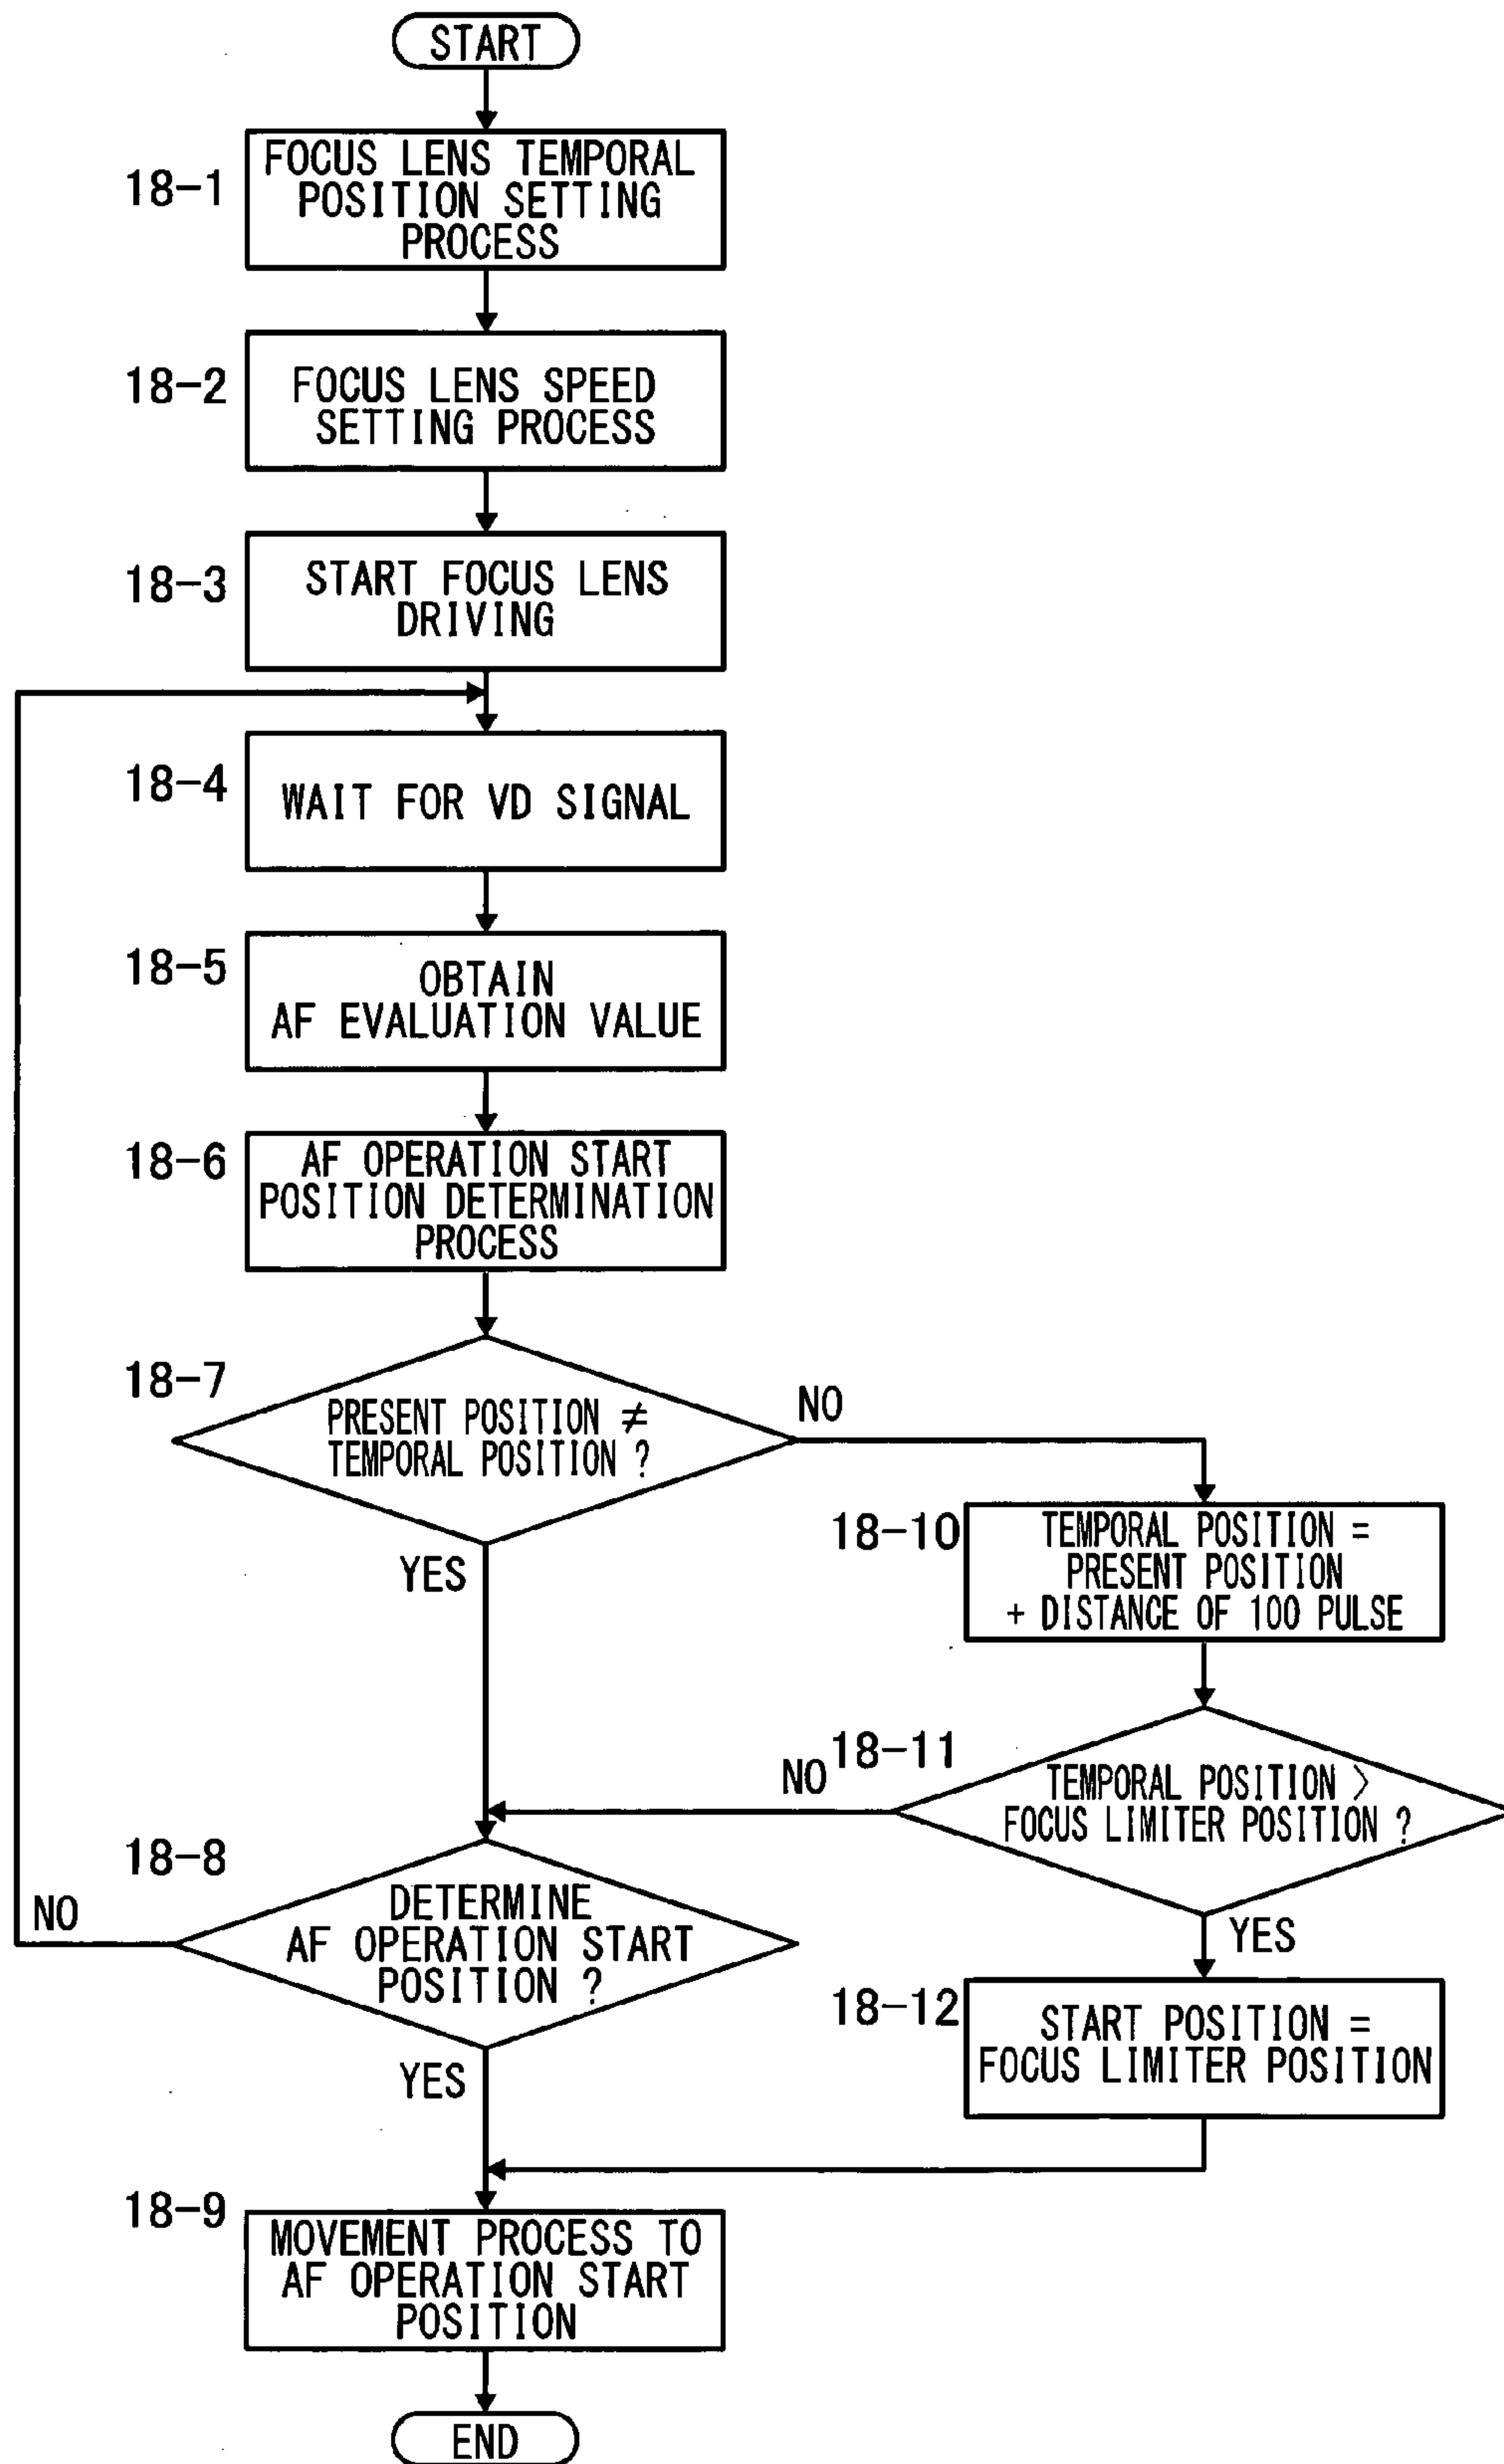 START
18-1
FOCUS LENS TEMPORAL
POSITION SETTING
PROCESS
18-2
FOCUS LENS SPEED
SETTING PROCESS
18-3
START FOCUS LENS
DRIVING
18-4
WAIT FOR VD SIGNAL
18-5
OBTAIN
AF EVALUATION VALUE
18-6
AF OPERATION START
POSITION DETERMINATION
PROCESS
18-7
PRESENT POSITION ≠
TEMPORAL POSITION ?
NO
YES
18-10
TEMPORAL POSITION =
PRESENT POSITION
+ DISTANCE OF 100 PULSE
18-11
TEMPORAL POSITION >
FOCUS LIMITER POSITION ?
NO
YES
18-8
DETERMINE
AF OPERATION START
POSITION ?
NO
YES
18-12
START POSITION =
FOCUS LIMITER POSITION
18-9
MOVEMENT PROCESS TO
AF OPERATION START
POSITION
END